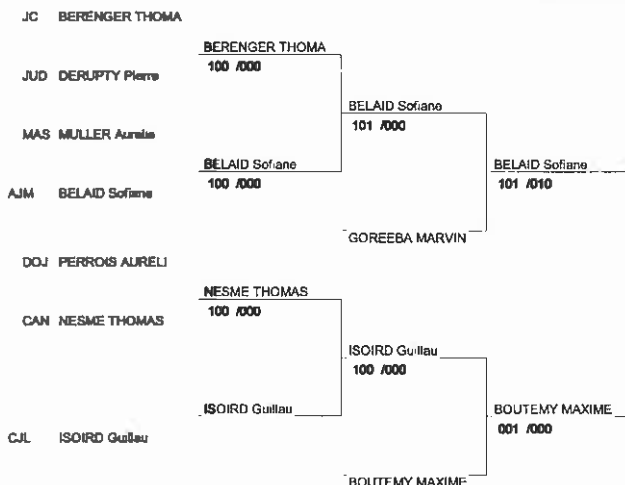 JC BERENGER THOMA
BERENGER THOMA
100 /000
JUD DERUPTY Pierre
BELAID Sofiane
101 /000
MAS MULLER Aurelie
BELAID Sofiane
100 /000
BELAID Sofiane
101 /010
AJM BELAID Sofiane
GOREEBA MARVIN
DOJ PERROIS AURELI
NESME THOMAS
100 /000
CAN NESME THOMAS
ISOIRD Guillau
100 /000
ISOIRD Guillau
BOUTEMY MAXIME
001 /000
CJL ISOIRD Guillau
BOUTEMY MAXIME